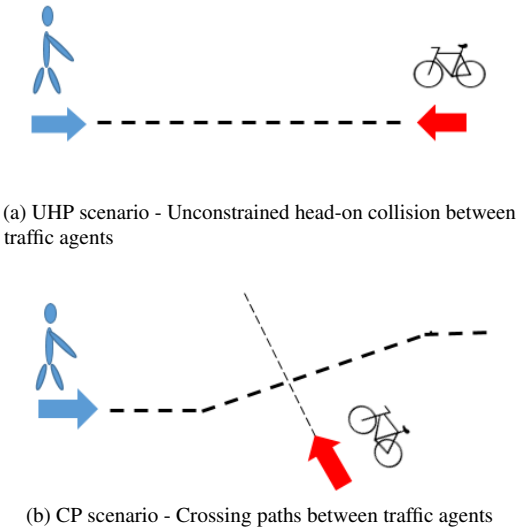 (a) UHP scenario - Unconstrained head-on collision between
traffic agents
(b) CP scenario - Crossing paths between traffic agents